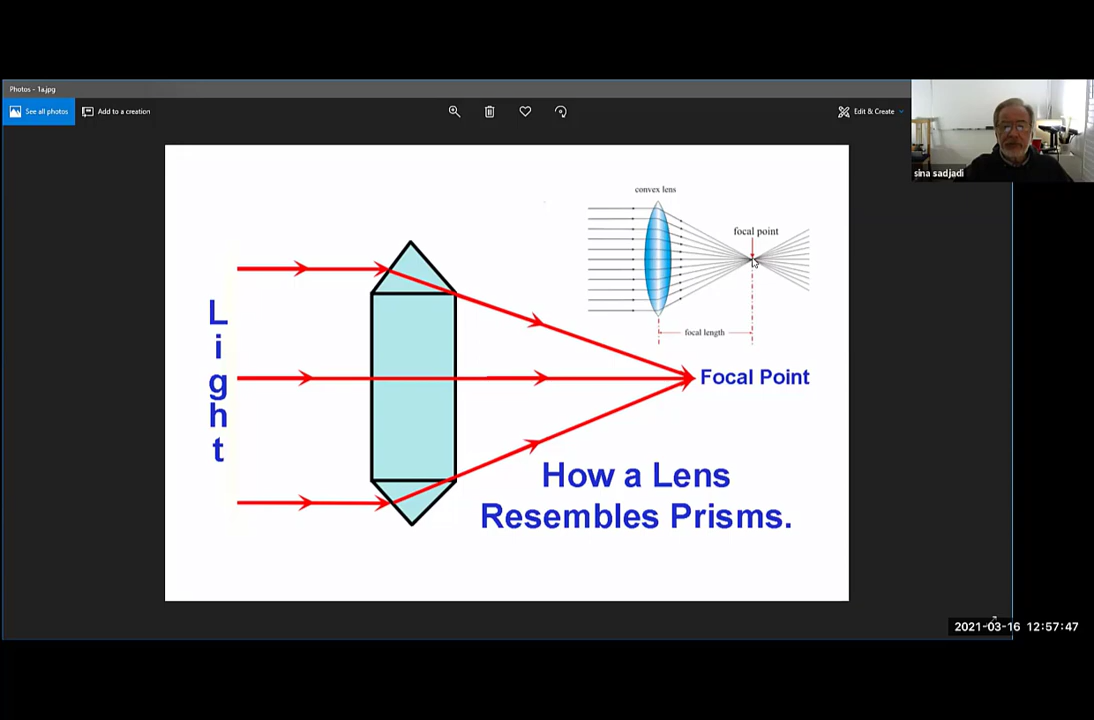 Photos - 1a.jpg
See all photos
Add to a creation
Edit & Create
sina sadjadi
convex lens
focal point
focal length
L
i
g
h
t
Focal Point
How a Lens
Resembles Prisms.
2021-03-16 12:57:47